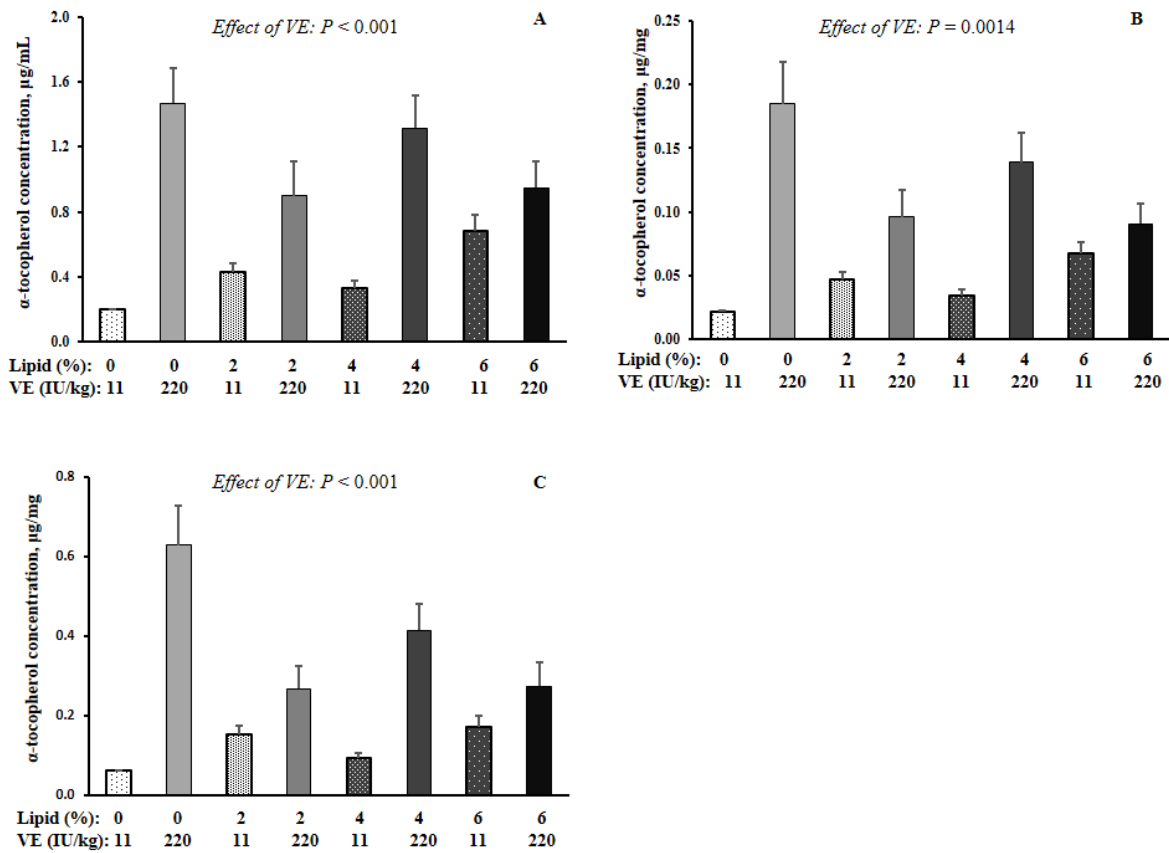 A
Effect of VE: P < 0.001
α-tocopherol concentration, µg/mL
2.0
1.6
1.2
0.8
0.4
0.0
Lipid (%): 0 0 2 2 4 4 6 6
VE (IU/kg): 11 220 11 220 11 220 11 220
B
Effect of VE: P = 0.0014
α-tocopherol concentration, µg/mg
0.25
0.20
0.15
0.10
0.05
0.00
Lipid (%): 0 0 2 2 4 4 6 6
VE (IU/kg): 11 220 11 220 11 220 11 220
C
Effect of VE: P < 0.001
α-tocopherol concentration, µg/mg
0.8
0.6
0.4
0.2
0.0
Lipid (%): 0 0 2 2 4 4 6 6
VE (IU/kg): 11 220 11 220 11 220 11 220